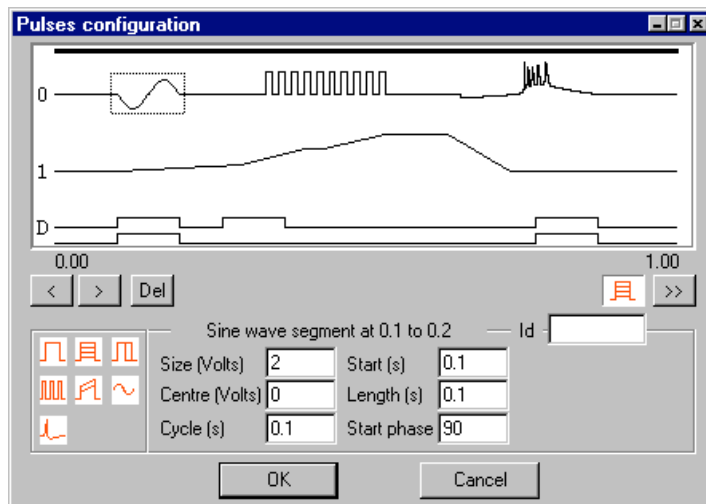 Pulses configuration
0
1
D
0.00 1.00
< > Del >>
Sine wave segment at 0.1 to 0.2 Id
Size (Volts) 2 Start (s) 0.1
Centre (Volts) 0 Length (s) 0.1
Cycle (s) 0.1 Start phase 90
OK Cancel